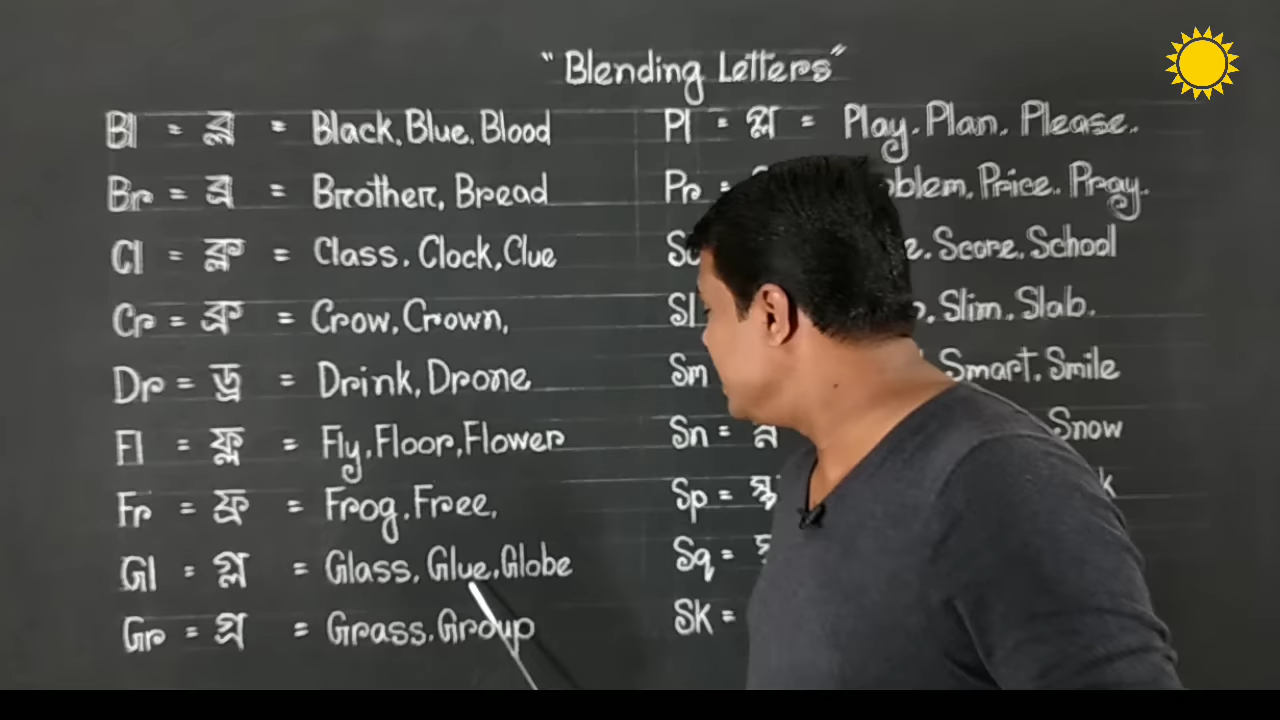 "Blending Letters"
Bl = ব্ল = Black, Blue, Blood
Br = ব্র = Brother, Bread
Cl = ক্ল = Class, Clock, Clue
Cr = ক্র = Crow, Crown,
Dr = ড্র = Drink, Drone
Fl = ফ্ল = Fly, Floor, Flower
Fr = ফ্র = Frog, Free,
Gl = গ্ল = Glass, Glue, Globe
Gr = গ্র = Grass, Group
Pl = প্ল = Play, Plan, Please.
Pr = Price. Pray.
Score. School
Sl Slim. Slab.
Sm Smart. Smile
Sn = Snow
Sp =
Sq =
SK =